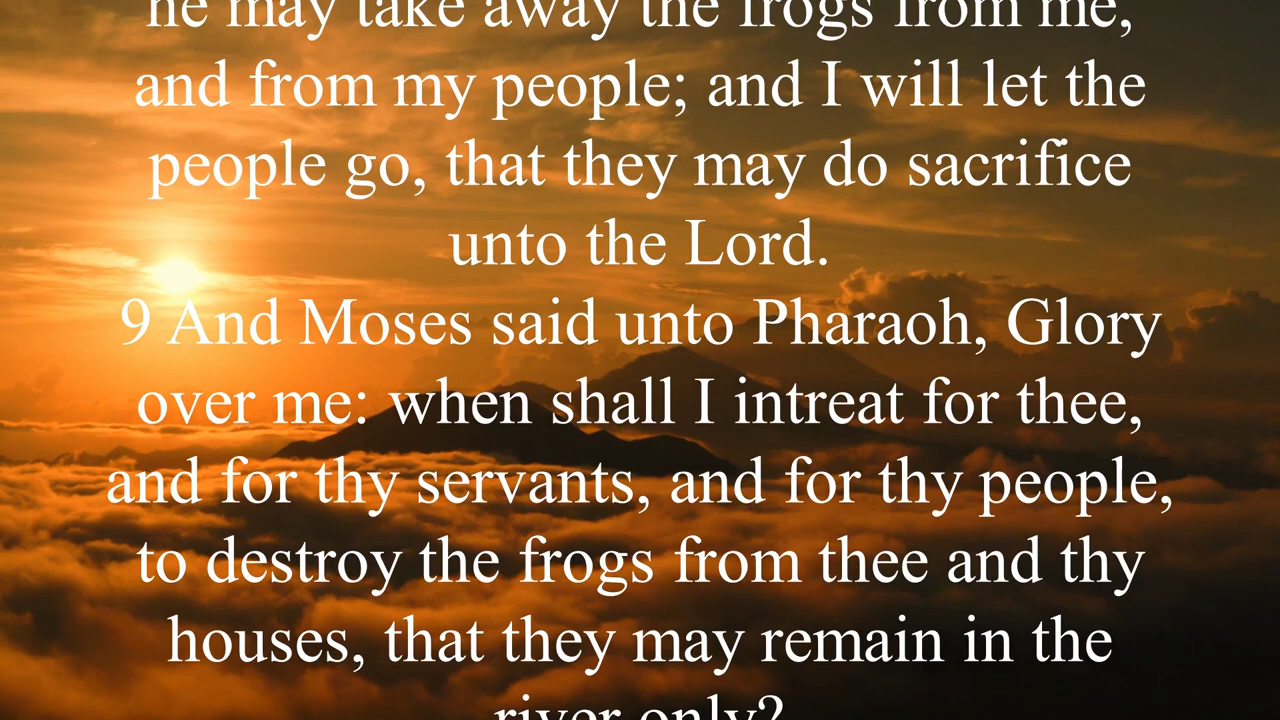 he may take away the frogs from me,
and from my people; and I will let the
people go, that they may do sacrifice
unto the Lord.
9 And Moses said unto Pharaoh, Glory
over me: when shall I intreat for thee,
and for thy servants, and for thy people,
to destroy the frogs from thee and thy
houses, that they may remain in the
river only?